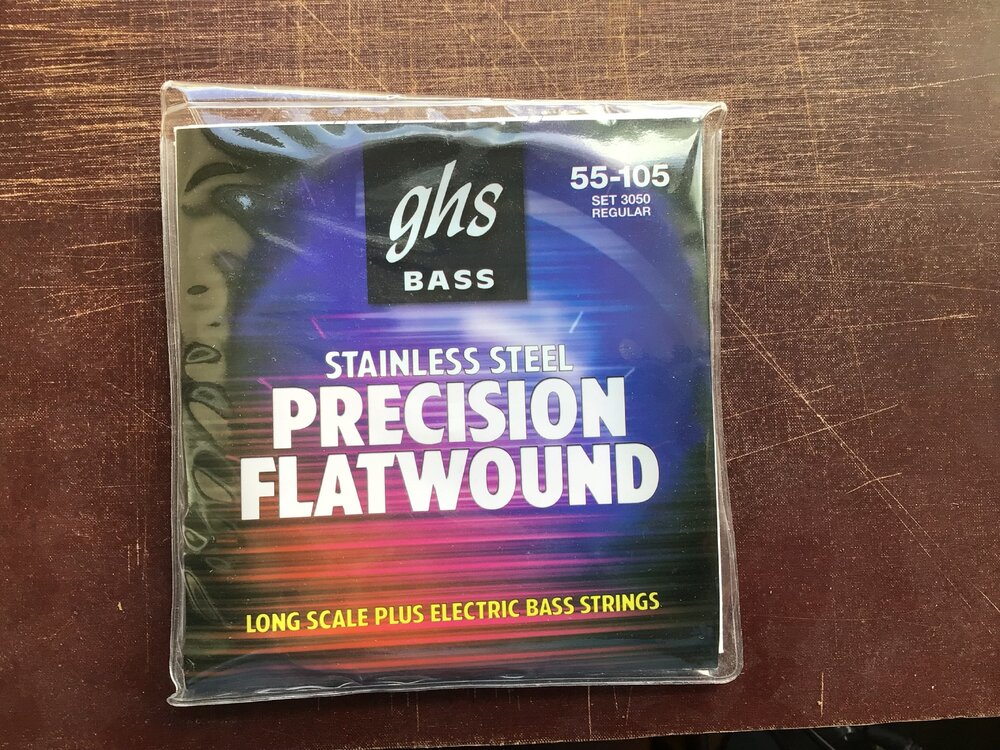 ghs
BASS
55-105
SET 3050
REGULAR
STAINLESS STEEL
PRECISION
FLATWOUND
LONG SCALE PLUS ELECTRIC BASS STRINGS